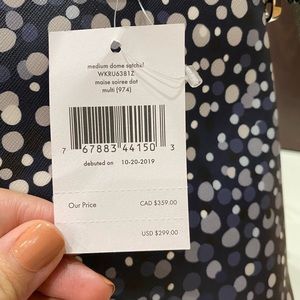 medium dome satchel
WKRU6381Z
maise soiree dot
multi (974)
7 67883 44150 3
debuted on 10-20-2019
Our Price CAD $359.00
USD $299.00